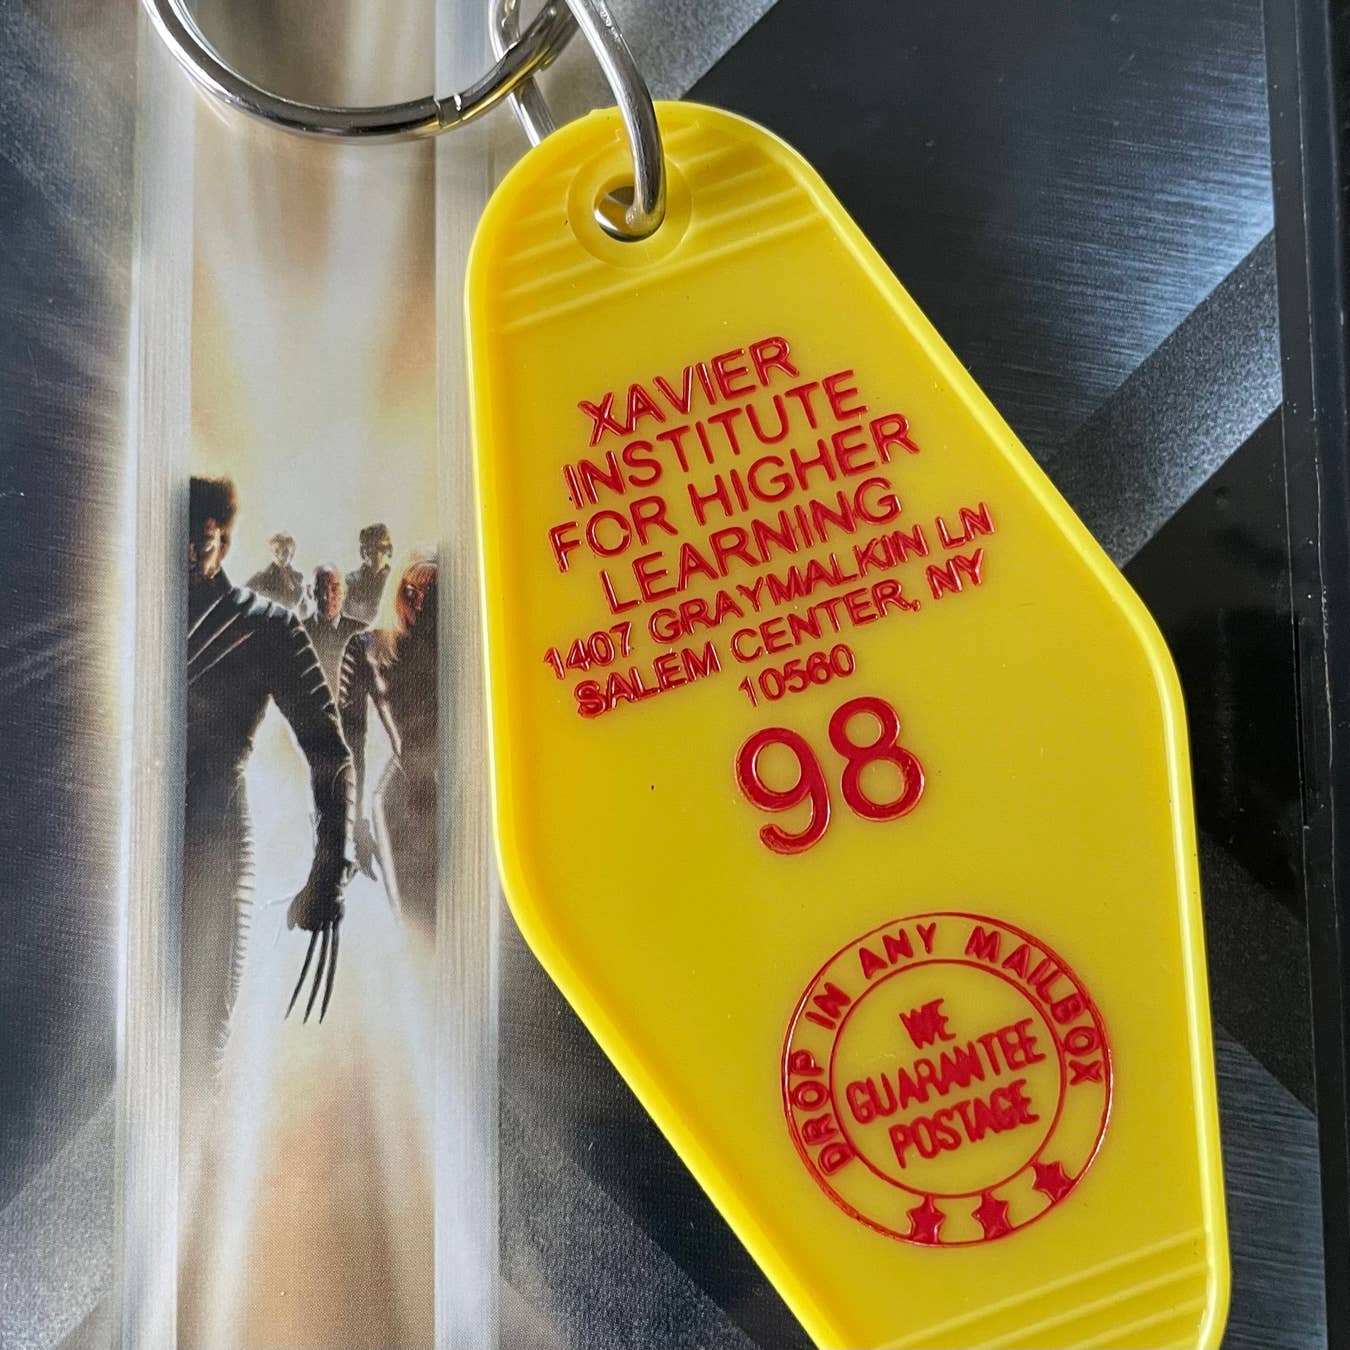 XAVIER
INSTITUTE
FOR HIGHER
LEARNING
1407 GRAYMALKIN LN
SALEM CENTER, NY
10560
98
DROP IN ANY MAILBOX
WE
GUARANTEE
POSTAGE